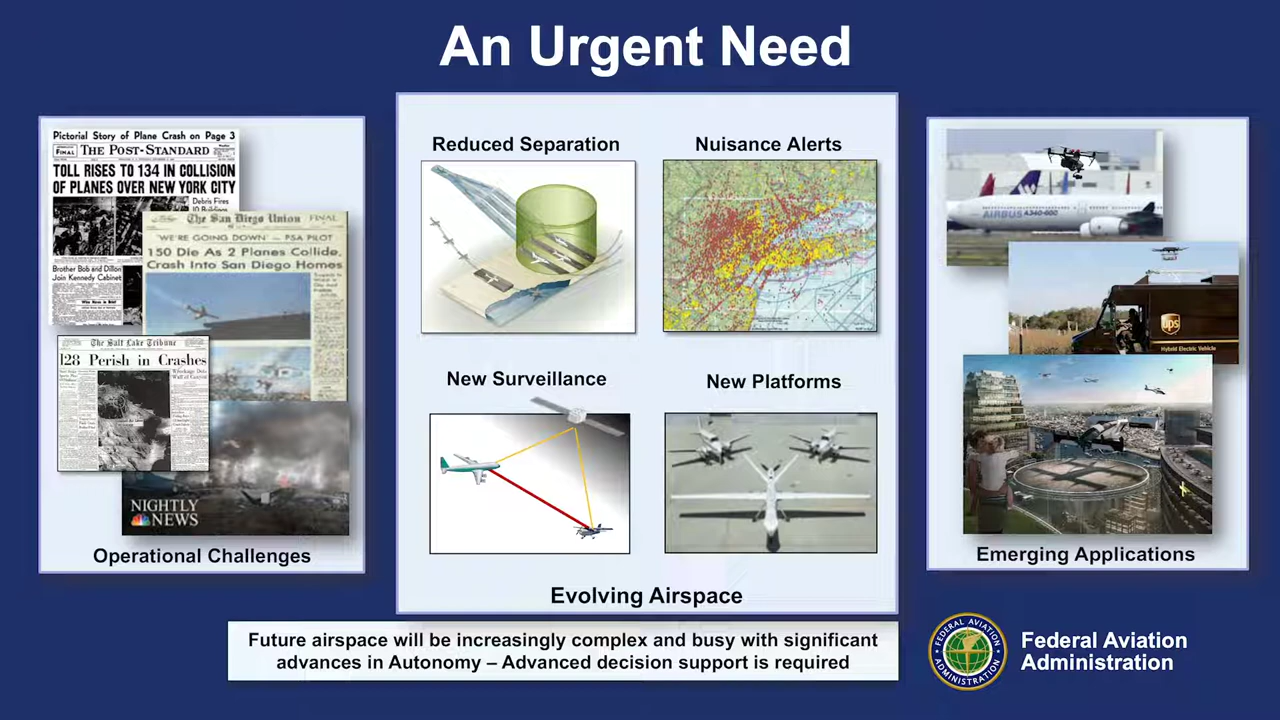 An Urgent Need
Pictorial Story of Plane Crash on Page 3
FINAL
THE POST-STANDARD
TOLL RISES TO 134 IN COLLISION
OF PLANES OVER NEW YORK CITY
Debris Fires
10 Buildings
Brother Bob and Dillon
Join Kennedy Cabinet
The San Diego Union
FINAL
'WE'RE GOING DOWN' — PSA PILOT
150 Die As 2 Planes Collide,
Crash Into San Diego Homes
The Salt Lake Tribune
128 Perish in Crashes
NIGHTLY
NEWS
Operational Challenges
Reduced Separation
Nuisance Alerts
New Surveillance
New Platforms
Evolving Airspace
AIRBUS A340-600
ups
Hybrid Electric Vehicle
Emerging Applications
Future airspace will be increasingly complex and busy with significant
advances in Autonomy – Advanced decision support is required
FEDERAL AVIATION
ADMINISTRATION
Federal Aviation
Administration